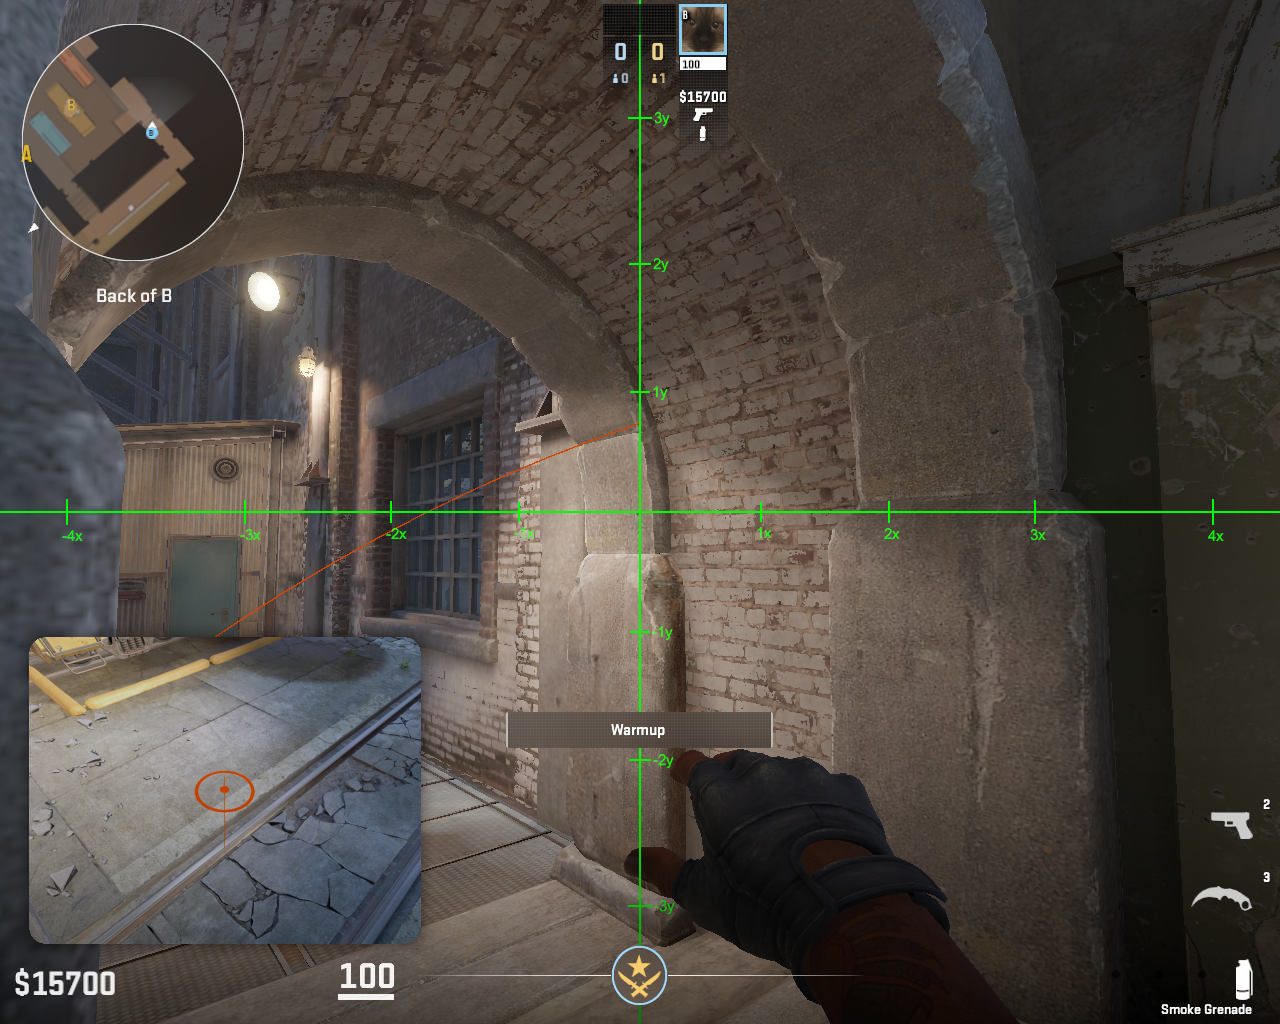 B
100
0 0
0 1
$15700
3y
B
B
A
2y
Back of B
1y
-4x
-3x
-2x
1x
2x
3x
4x
-1y
Warmup
-2y
2
3
-3y
$15700
100
Smoke Grenade